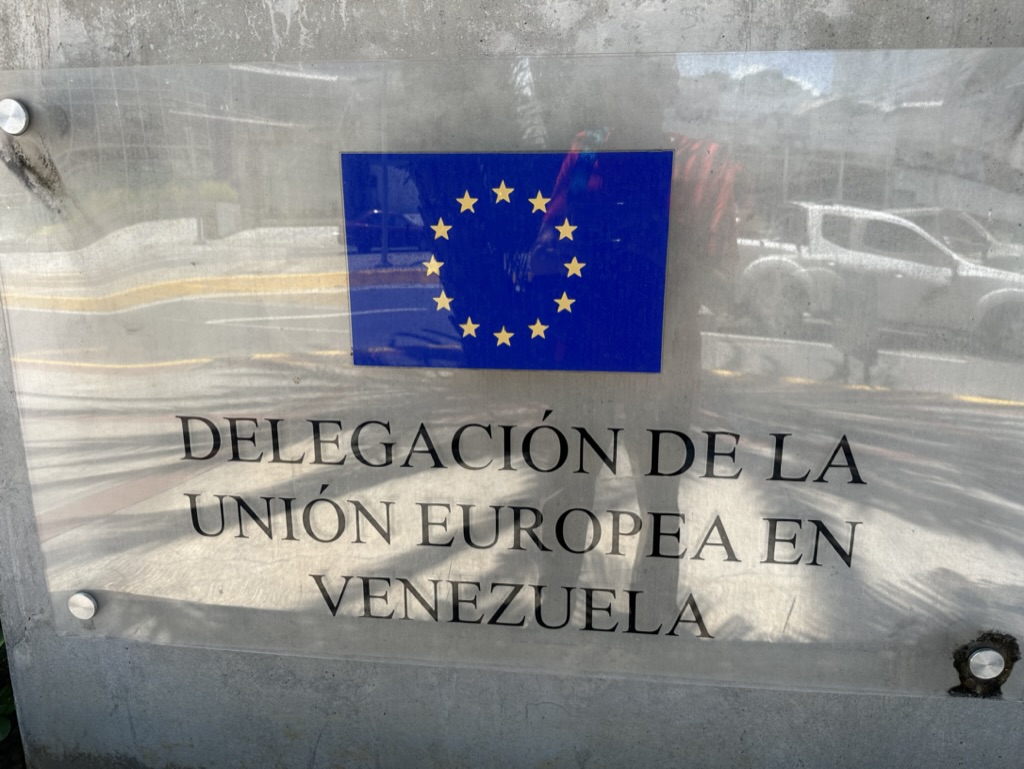 DELEGACIÓN DE LA
UNIÓN EUROPEA EN
VENEZUELA